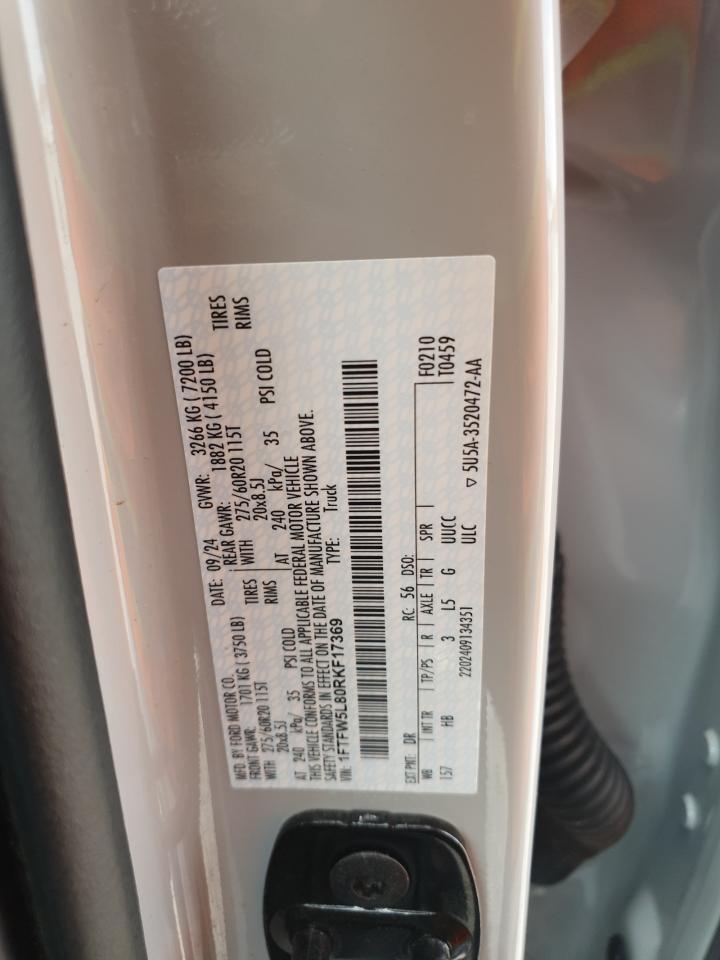 MFD. BY FORD MOTOR CO.
DATE: 09/24 GVWR: 3266 KG ( 7200 LB)
FRONT GAWR: 1701 KG ( 3750 LB) REAR GAWR: 1882 KG ( 4150 LB)
WITH 275/60R20 115T TIRES WITH 275/60R20 115T TIRES
20x8.5J RIMS 20x8.5J RIMS
AT 240 kPa/ 35 PSI COLD AT 240 kPa/ 35 PSI COLD
THIS VEHICLE CONFORMS TO ALL APPLICABLE FEDERAL MOTOR VEHICLE
SAFETY STANDARDS IN EFFECT ON THE DATE OF MANUFACTURE SHOWN ABOVE.
VIN: 1FTFW5L80RKF17369 TYPE: Truck
EXT PNT: DR RC: 56 DSO: F0210
WB INT TR TP/PS R AXLE TR SPR T0459
157 HB 3 L5 G UUCC
2202409134351 ULC ▽ 5U5A-3520472-AA